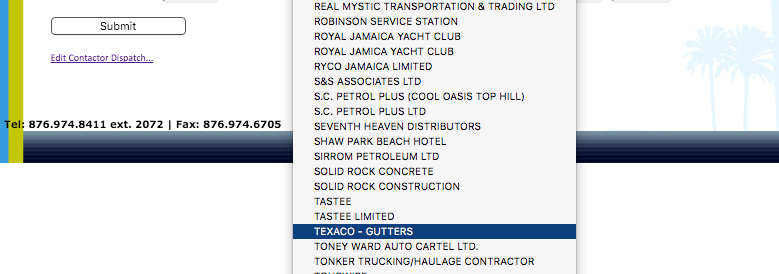 Submit
Edit Contactor Dispatch...
Tel: 876.974.8411 ext. 2072 | Fax: 876.974.6705
REAL MYSTIC TRANSPORTATION & TRADING LTD
ROBINSON SERVICE STATION
ROYAL JAMAICA YACHT CLUB
ROYAL JAMICA YACHT CLUB
RYCO JAMAICA LIMITED
S&S ASSOCIATES LTD
S.C. PETROL PLUS (COOL OASIS TOP HILL)
S.C. PETROL PLUS LTD
SEVENTH HEAVEN DISTRIBUTORS
SHAW PARK BEACH HOTEL
SIRROM PETROLEUM LTD
SOLID ROCK CONCRETE
SOLID ROCK CONSTRUCTION
TASTEE
TASTEE LIMITED
TEXACO - GUTTERS
TONEY WARD AUTO CARTEL LTD.
TONKER TRUCKING/HAULAGE CONTRACTOR